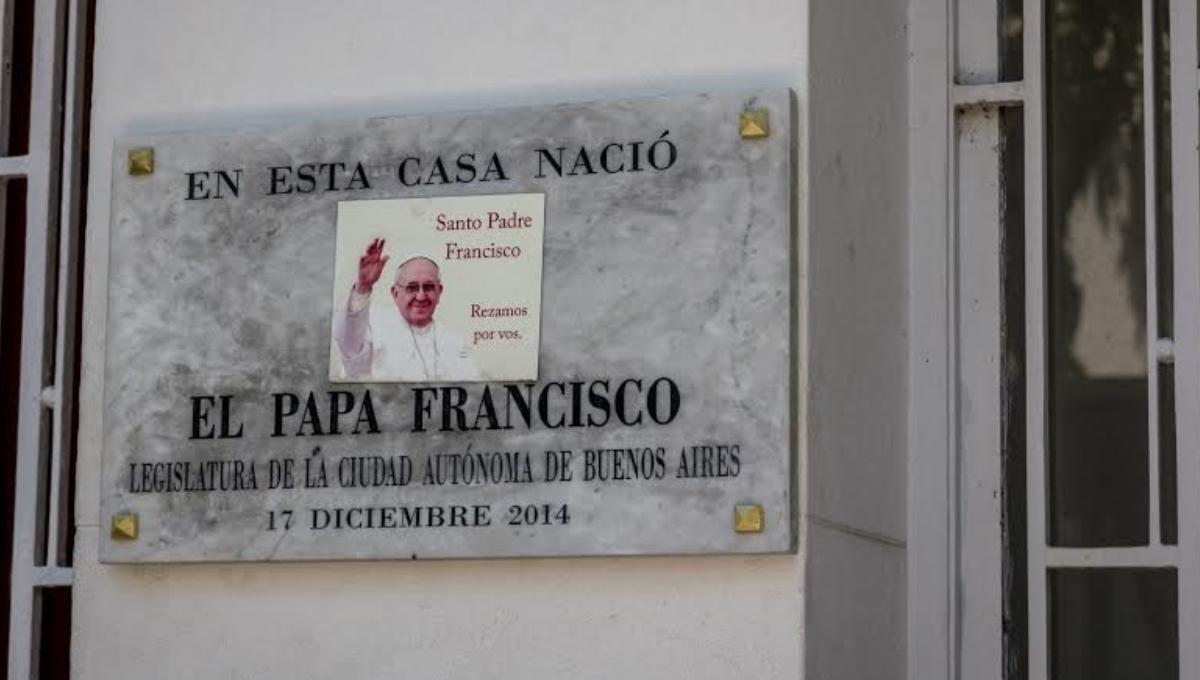 EN ESTA CASA NACIÓ
Santo Padre
Francisco
Rezamos
por vos.
EL PAPA FRANCISCO
LEGISLATURA DE LA CIUDAD AUTÓNOMA DE BUENOS AIRES
17 DICIEMBRE 2014